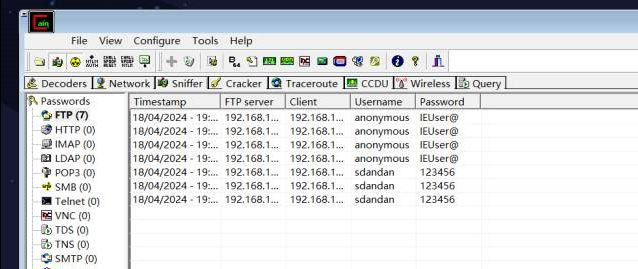 Cain
File View Configure Tools Help
Decoders Network Sniffer Cracker Traceroute CCDU Wireless Query
Passwords Timestamp FTP server Client Username Password
FTP (7) 18/04/2024 - 19:... 192.168.1... 192.168.1... anonymous IEUser@
HTTP (0) 18/04/2024 - 19:... 192.168.1... 192.168.1... anonymous IEUser@
IMAP (0) 18/04/2024 - 19:... 192.168.1... 192.168.1... anonymous IEUser@
LDAP (0) 18/04/2024 - 19:... 192.168.1... 192.168.1... anonymous IEUser@
POP3 (0) 18/04/2024 - 19:... 192.168.1... 192.168.1... sdandan 123456
SMB (0) 18/04/2024 - 19:... 192.168.1... 192.168.1... sdandan 123456
Telnet (0) 18/04/2024 - 19:... 192.168.1... 192.168.1... sdandan 123456
VNC (0)
TDS (0)
TNS (0)
SMTP (0)